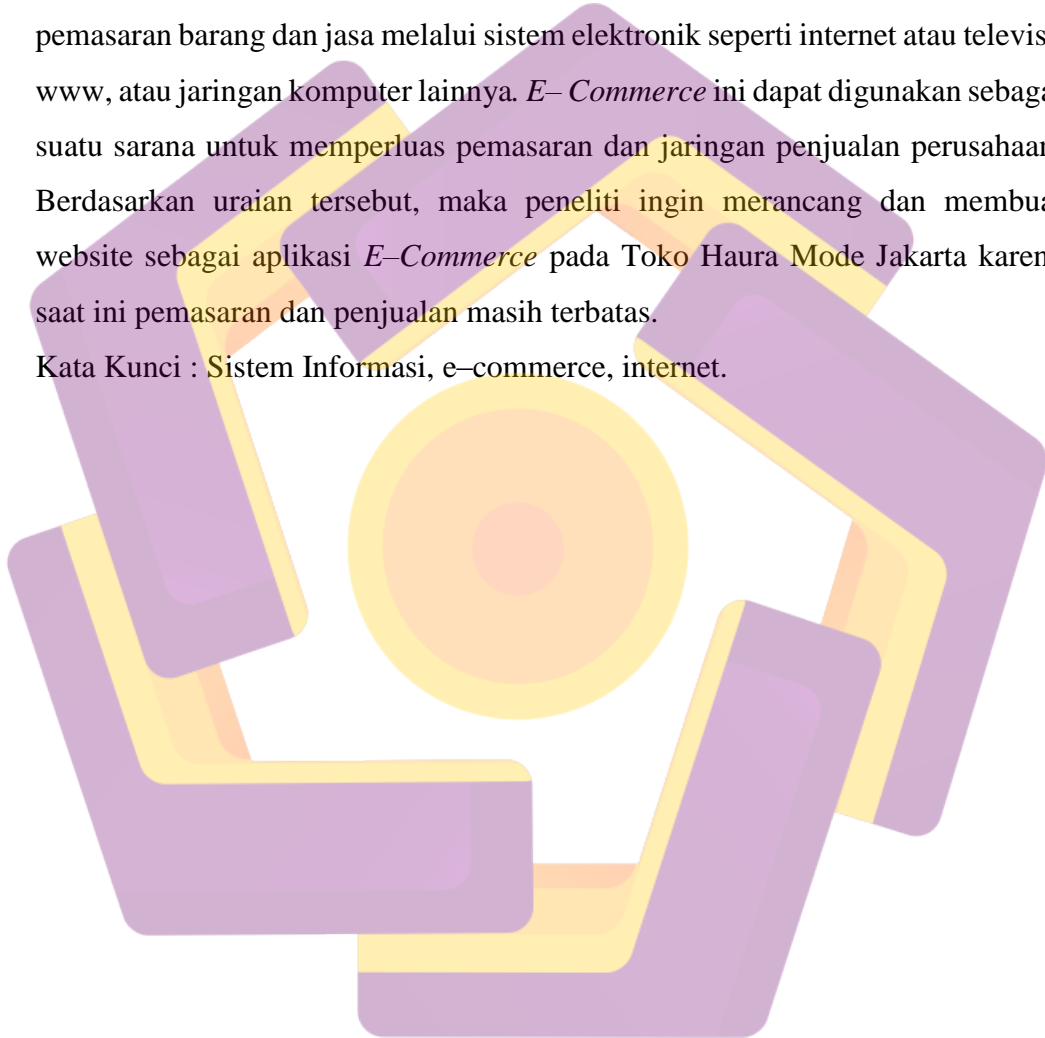 pemasaran barang dan jasa melalui sistem elektronik seperti internet atau televis
www, atau jaringan komputer lainnya. E– Commerce ini dapat digunakan sebaga
suatu sarana untuk memperluas pemasaran dan jaringan penjualan perusahaan
Berdasarkan uraian tersebut, maka peneliti ingin merancang dan membua
website sebagai aplikasi E–Commerce pada Toko Haura Mode Jakarta karen
saat ini pemasaran dan penjualan masih terbatas.
Kata Kunci : Sistem Informasi, e–commerce, internet.